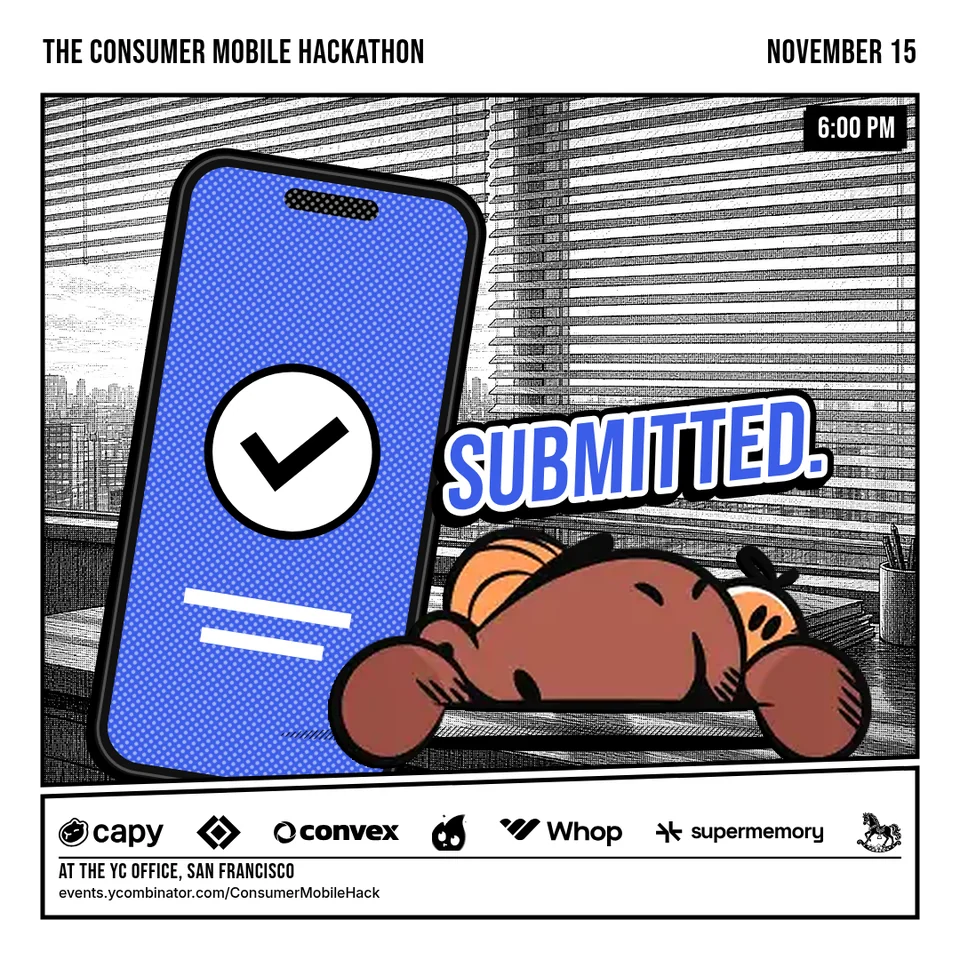 THE CONSUMER MOBILE HACKATHON
NOVEMBER 15
6:00 PM
SUBMITTED.
capy
convex
Whop
supermemory
AT THE YC OFFICE, SAN FRANCISCO
events.ycombinator.com/ConsumerMobileHack